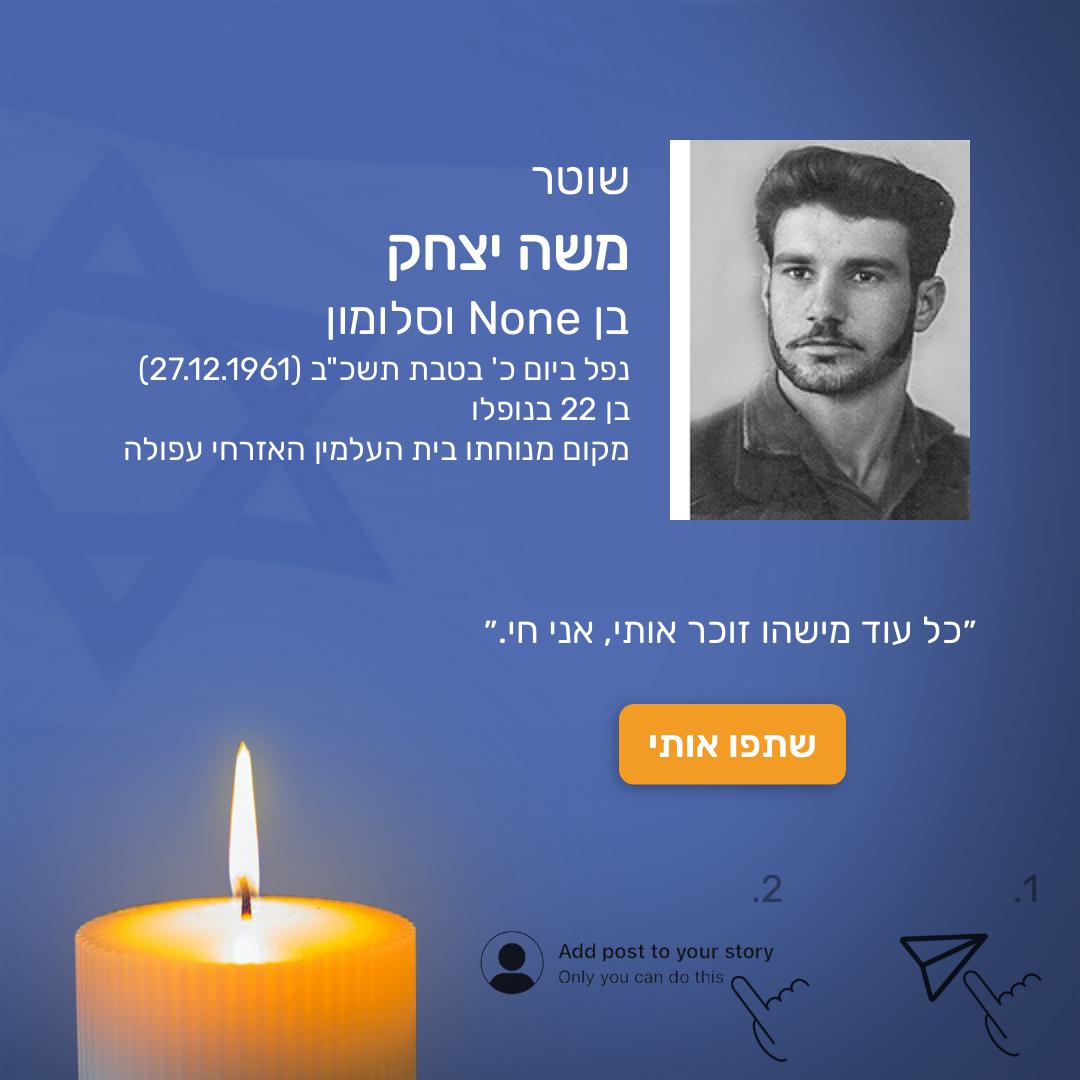 שוטר
משה יצחק
בן None וסלומון
נפל ביום כ' בטבת תשכ"ב (27.12.1961)
בן 22 בנופלו
מקום מנוחתו בית העלמין האזרחי עפולה
״כל עוד מישהו זוכר אותי, אני חי.״
שתפו אותי
1.
2.
Add post to your story
Only you can do this